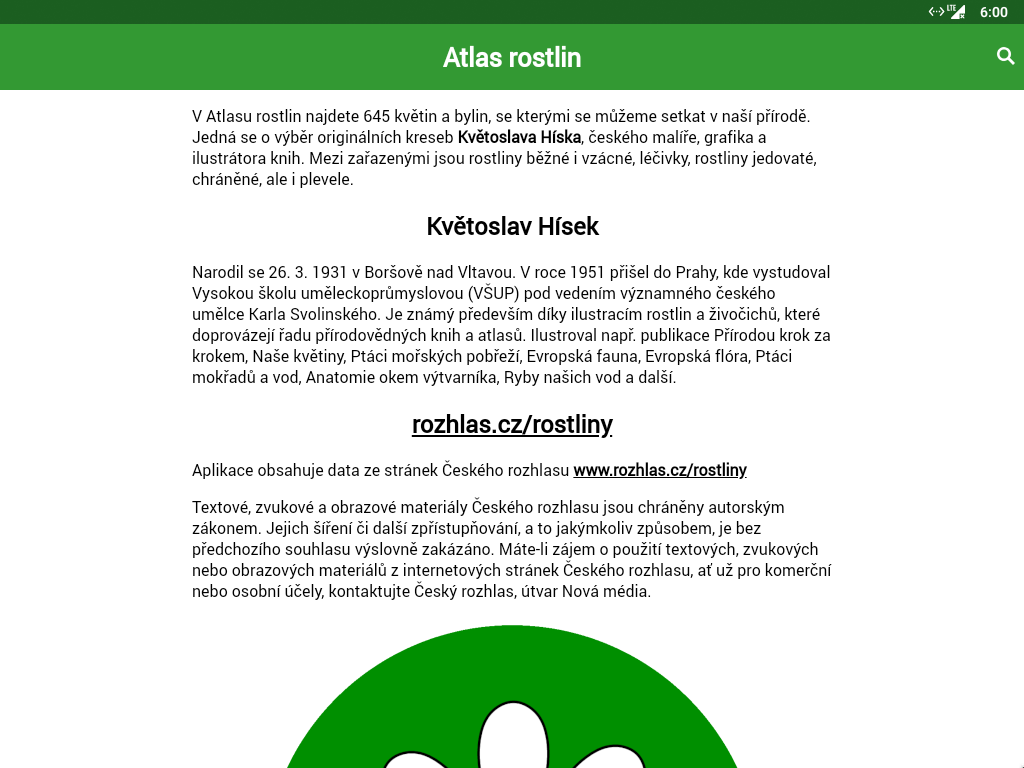 LTE 6:00
Atlas rostlin
V Atlasu rostlin najdete 645 květin a bylin, se kterými se můžeme setkat v naší přírodě.
Jedná se o výběr originálních kreseb Květoslava Híska, českého malíře, grafika a
ilustrátora knih. Mezi zařazenými jsou rostliny běžné i vzácné, léčivky, rostliny jedovaté,
chráněné, ale i plevele.
Květoslav Hísek
Narodil se 26. 3. 1931 v Boršově nad Vltavou. V roce 1951 přišel do Prahy, kde vystudoval
Vysokou školu uměleckoprůmyslovou (VŠUP) pod vedením významného českého
umělce Karla Svolinského. Je známý především díky ilustracím rostlin a živočichů, které
doprovázejí řadu přírodovědných knih a atlasů. Ilustroval např. publikace Přírodou krok za
krokem, Naše květiny, Ptáci mořských pobřeží, Evropská fauna, Evropská flóra, Ptáci
mokřadů a vod, Anatomie okem výtvarníka, Ryby našich vod a další.
rozhlas.cz/rostliny
Aplikace obsahuje data ze stránek Českého rozhlasu www.rozhlas.cz/rostliny
Textové, zvukové a obrazové materiály Českého rozhlasu jsou chráněny autorským
zákonem. Jejich šíření či další zpřístupňování, a to jakýmkoliv způsobem, je bez
předchozího souhlasu výslovně zakázáno. Máte-li zájem o použití textových, zvukových
nebo obrazových materiálů z internetových stránek Českého rozhlasu, ať už pro komerční
nebo osobní účely, kontaktujte Český rozhlas, útvar Nová média.